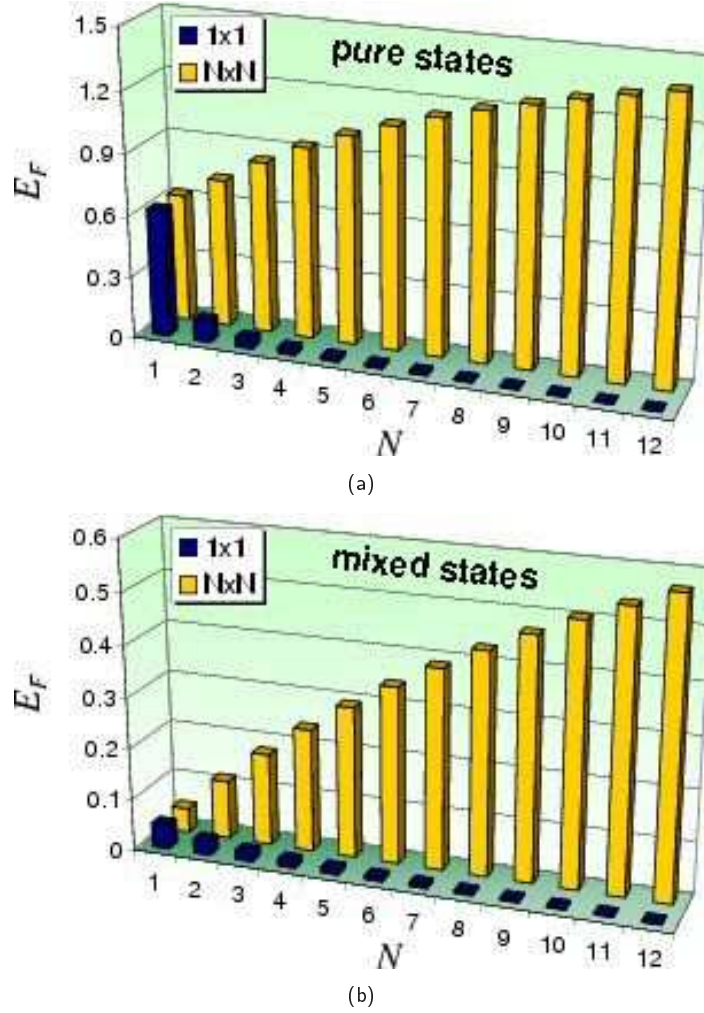 1.5
1.2
0.9
0.6
0.3
0
E_F
1x1
NxN
pure states
1 2 3 4 5 6 7 8 9 10 11 12
N
(a)
0.6
0.5
0.4
0.3
0.2
0.1
0
E_F
1x1
NxN
mixed states
1 2 3 4 5 6 7 8 9 10 11 12
N
(b)